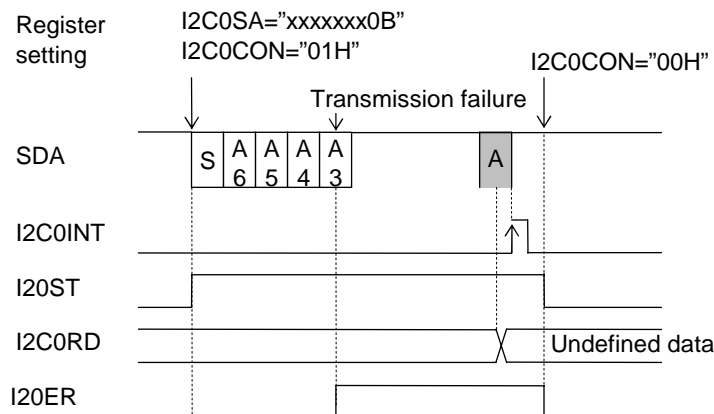 Register
setting
I2C0SA="xxxxxxx0B"
I2C0CON="01H"
I2C0CON="00H"
Transmission failure
SDA
S
A
6
A
5
A
4
A
3
A
I2C0INT
I20ST
I2C0RD
Undefined data
I20ER